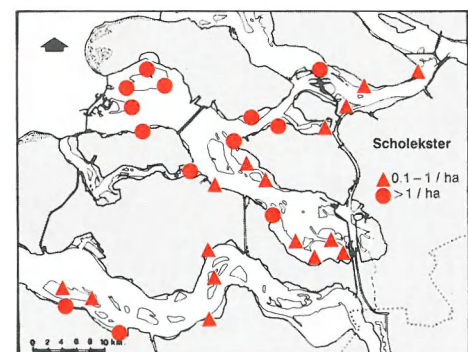 Scholekster
0.1 – 1 / ha
> 1 / ha
0 2 4 6 8 10 km